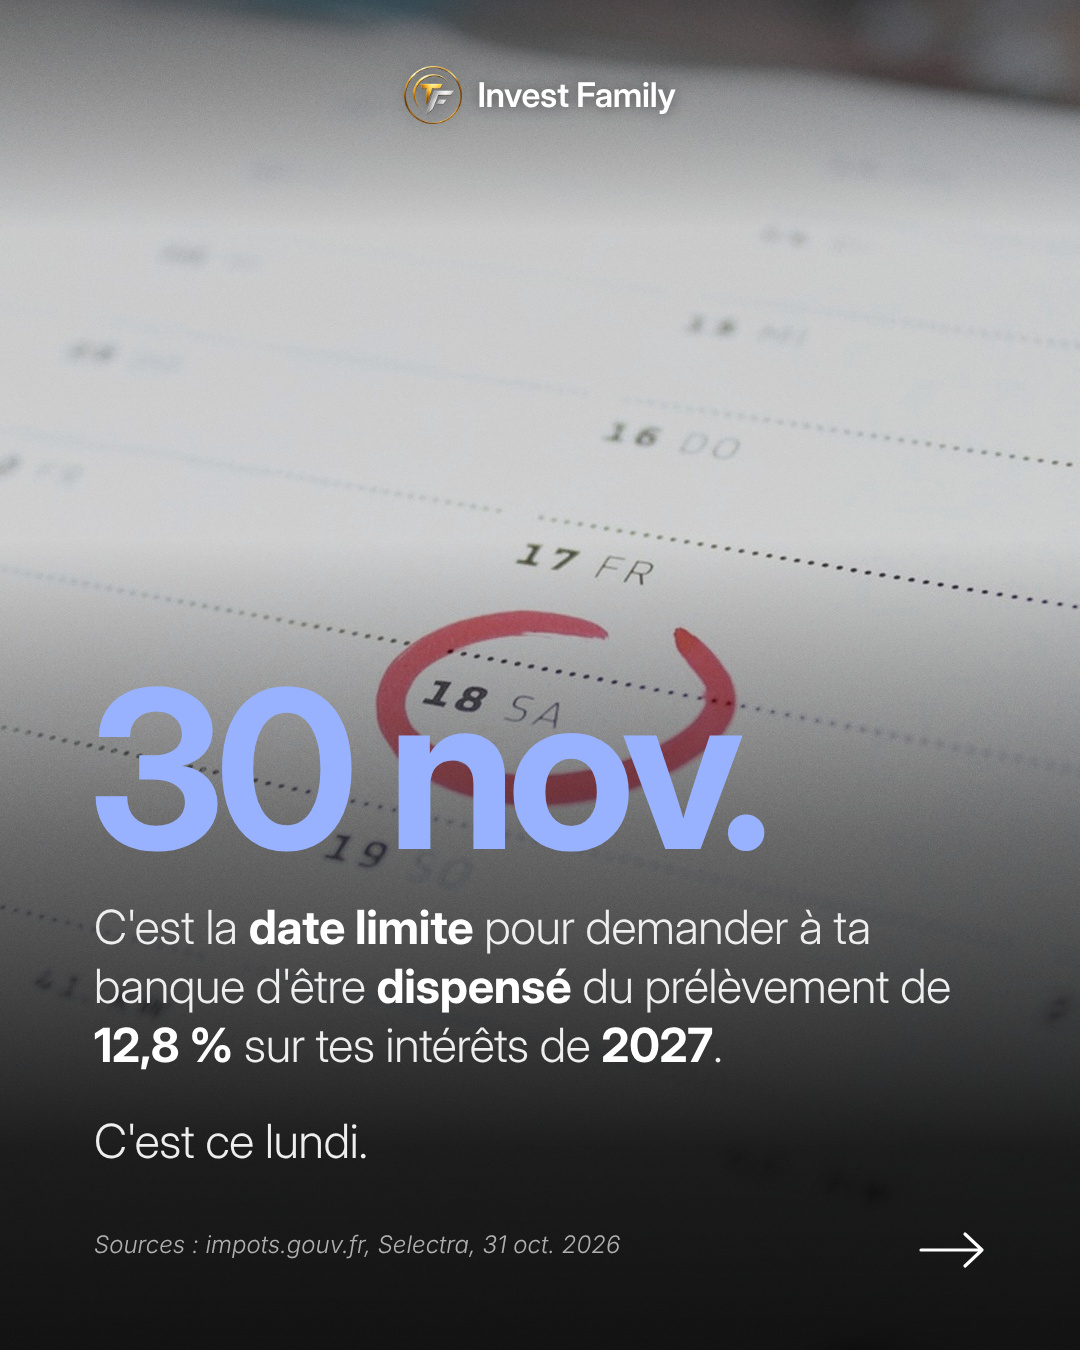 Invest Family
16 DO
17 FR
18 SA
30 nov.
19 SO
C'est la date limite pour demander à ta
banque d'être dispensé du prélèvement de
12,8 % sur tes intérêts de 2027.
C'est ce lundi.
Sources : impots.gouv.fr, Selectra, 31 oct. 2026